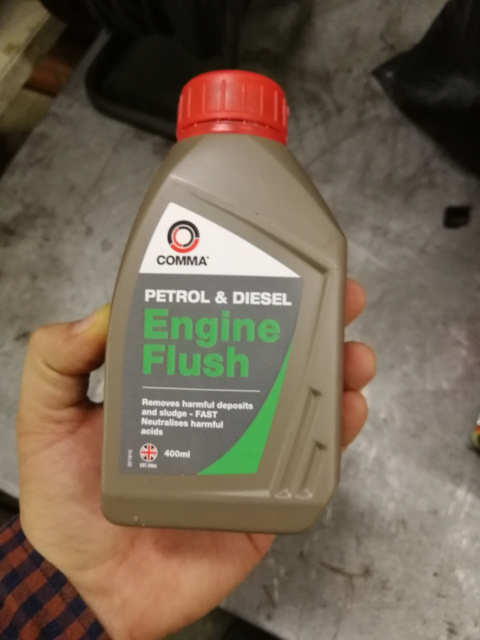 COMMA
PETROL & DIESEL
Engine
Flush
Removes harmful deposits
and sludge - FAST
Neutralises harmful
acids
400ml